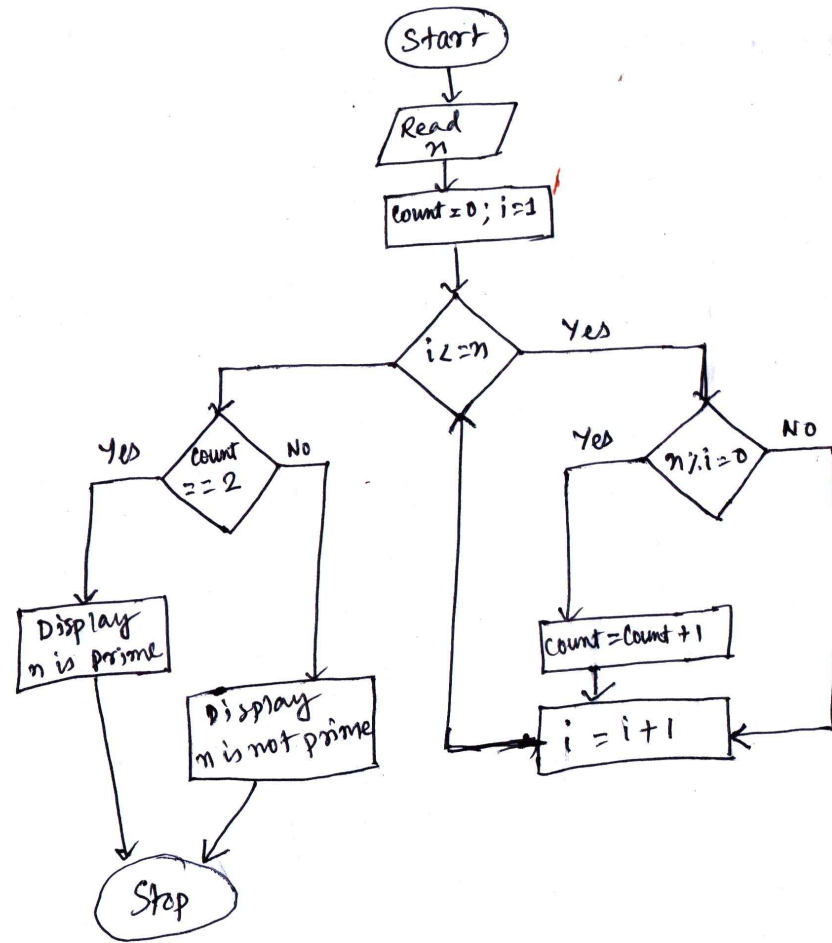 Start
Read
n
count=0; i=1
i<=n
Yes
Yes
count
==2
No
Yes
n%i=0
NO
Display
n is prime
count=count+1
Display
n is not prime
i = i+1
Stop